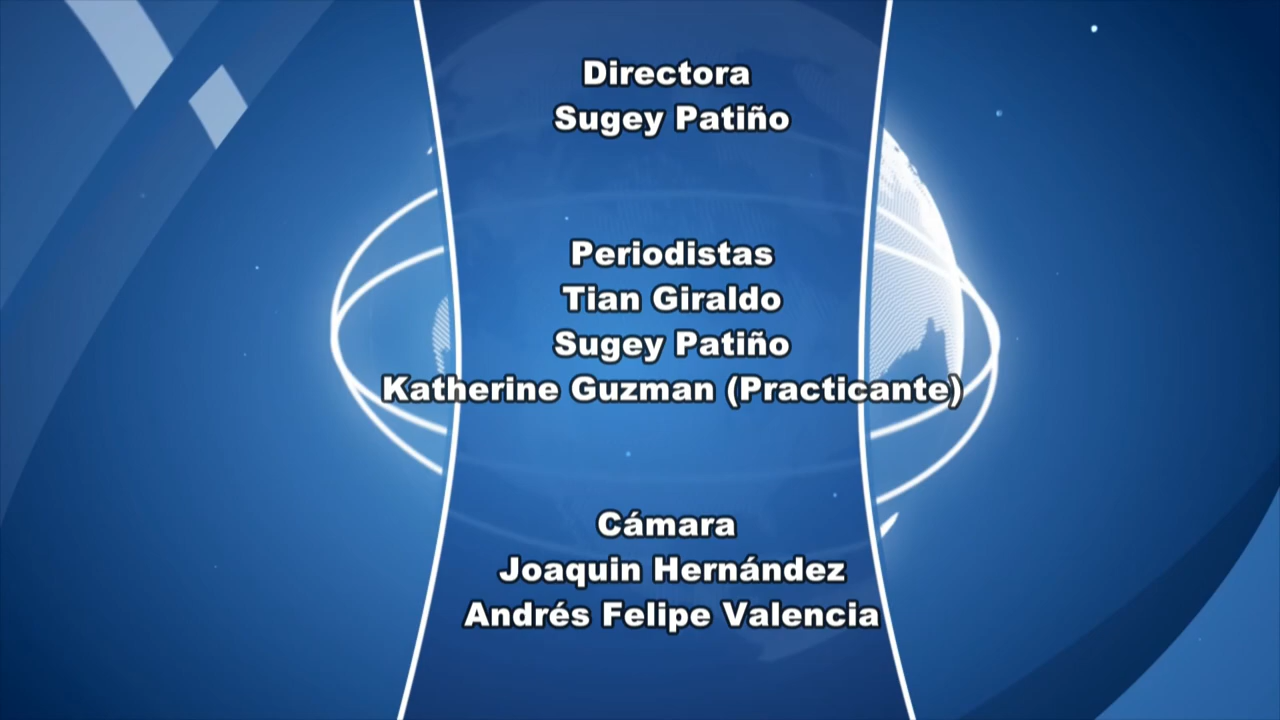 Directora
Sugey Patiño
Periodistas
Tian Giraldo
Sugey Patiño
Katherine Guzman (Practicante)
Cámara
Joaquin Hernández
Andrés Felipe Valencia